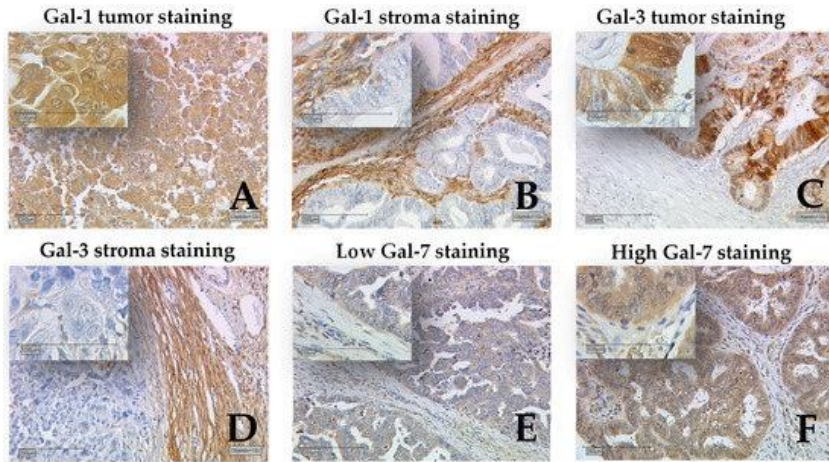 Gal-1 tumor staining
Gal-1 stroma staining
Gal-3 tumor staining
A
B
C
Gal-3 stroma staining
Low Gal-7 staining
High Gal-7 staining
D
E
F